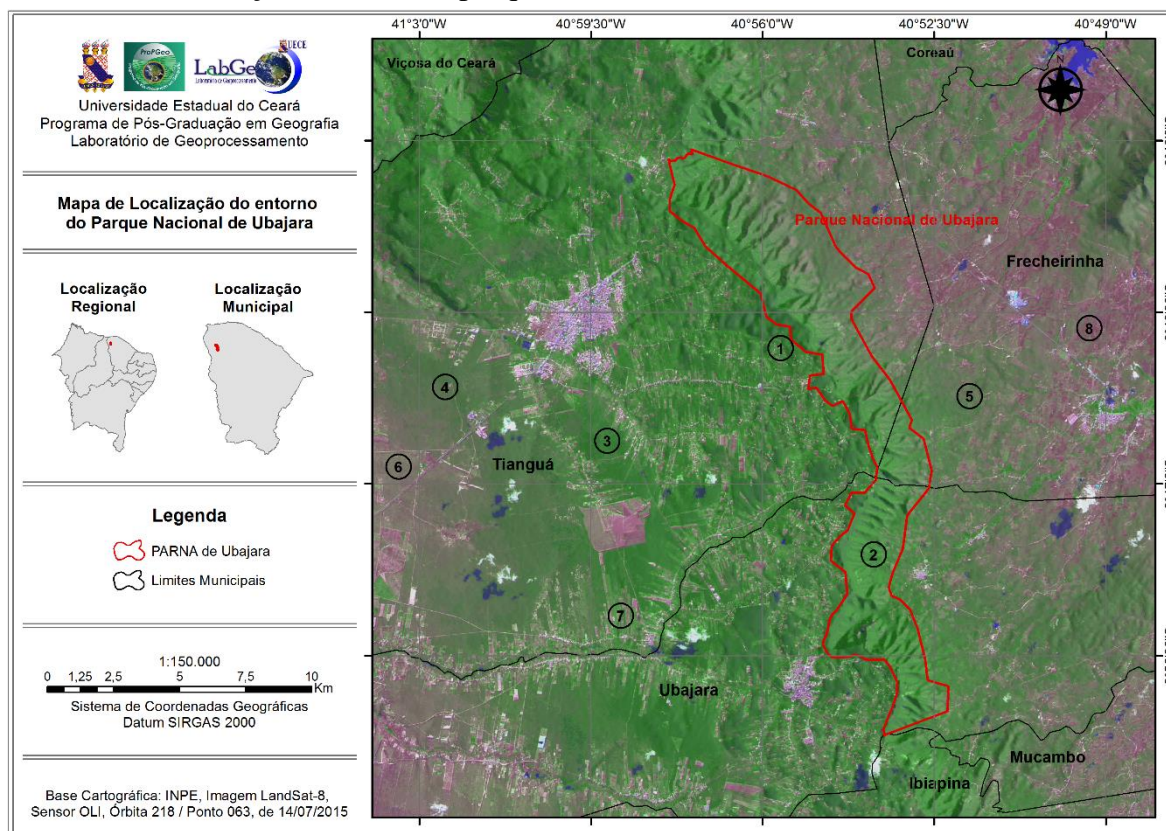 ProPGeo
LabGeo
UECE
Universidade Estadual do Ceará
Programa de Pós-Graduação em Geografia
Laboratório de Geoprocessamento
Mapa de Localização do entorno
do Parque Nacional de Ubajara
Localização
Regional
Localização
Municipal
Legenda
PARNA de Ubajara
Limites Municipais
1:150.000
0 1,25 2,5 5 7,5 10
Km
Sistema de Coordenadas Geográficas
Datum SIRGAS 2000
Base Cartográfica: INPE, Imagem LandSat-8,
Sensor OLI, Órbita 218 / Ponto 063, de 14/07/2015
41°3'0"W 40°59'30"W 40°56'0"W 40°52'30"W 40°49'0"W
Viçosa do Ceará
Coreaú
N
Parque Nacional de Ubajara
Frecheirinha
1
8
4
5
3
6
Tianguá
2
7
Ubajara
Mucambo
Ibiapina